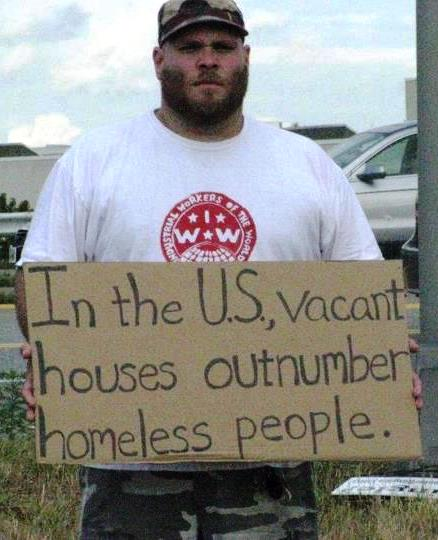 INDUSTRIAL WORKERS OF THE WORLD
I
W W
In the U.S., vacant
houses outnumber
homeless people.